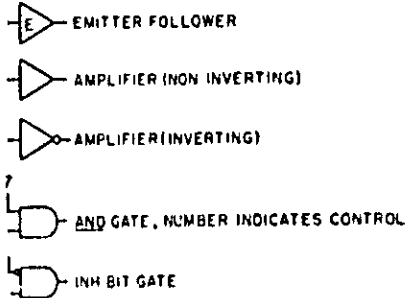 E EMITTER FOLLOWER
AMPLIFIER (NON INVERTING)
AMPLIFIER (INVERTING)
7
AND GATE, NUMBER INDICATES CONTROL
INH BIT GATE